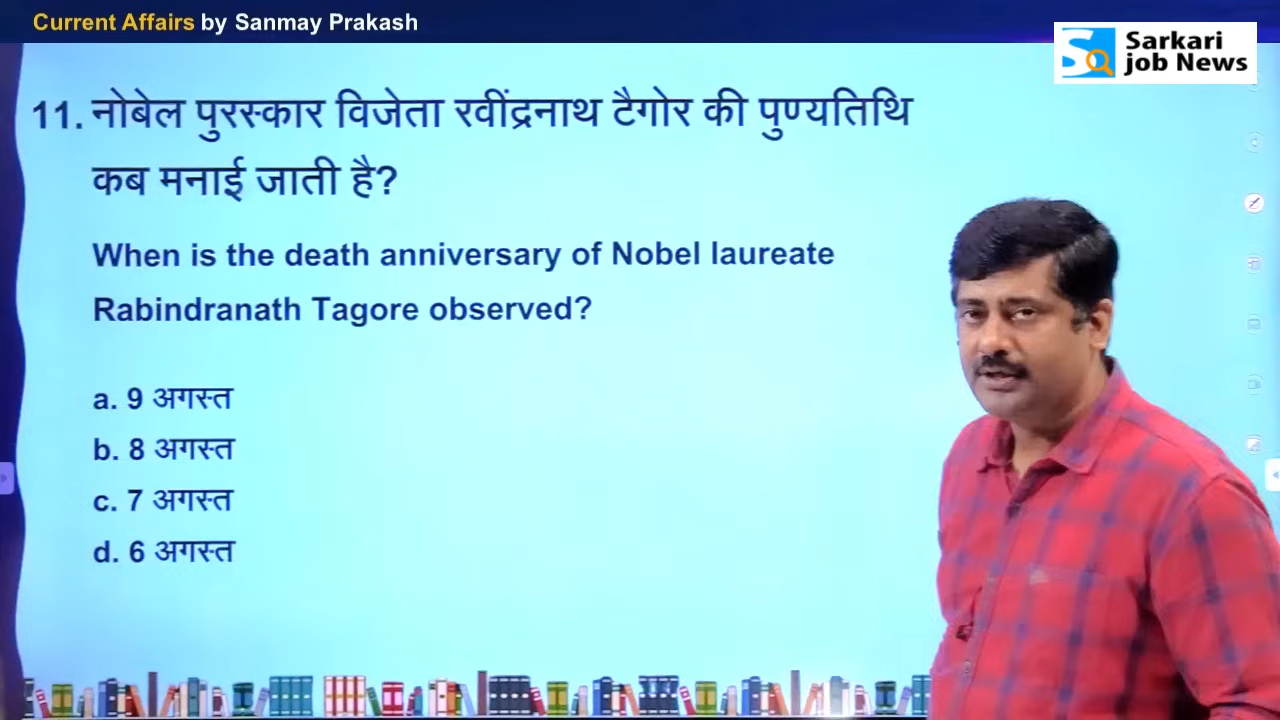 Current Affairs by Sanmay Prakash
Sarkari
job News
11. नोबेल पुरस्कार विजेता रवींद्रनाथ टैगोर की पुण्यतिथि
कब मनाई जाती है?
When is the death anniversary of Nobel laureate
Rabindranath Tagore observed?
a. 9 अगस्त
b. 8 अगस्त
c. 7 अगस्त
d. 6 अगस्त